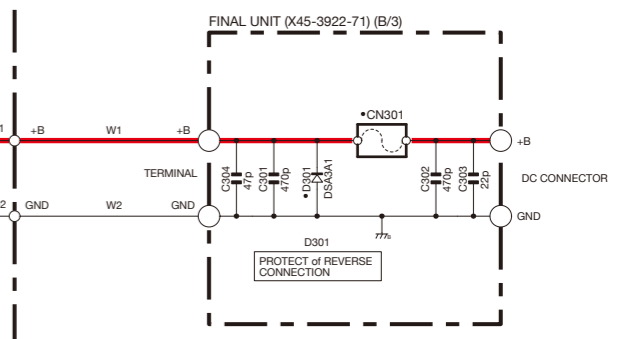 FINAL UNIT (X45-3922-71) (B/3)
•CN301
1
+B
W1
+B
+B
TERMINAL
C304
47p
C301
470p
•D301
DSA3A1
C302
470p
C303
22p
DC CONNECTOR
2
GND
W2
GND
GND
B
D301
PROTECT of REVERSE
CONNECTION